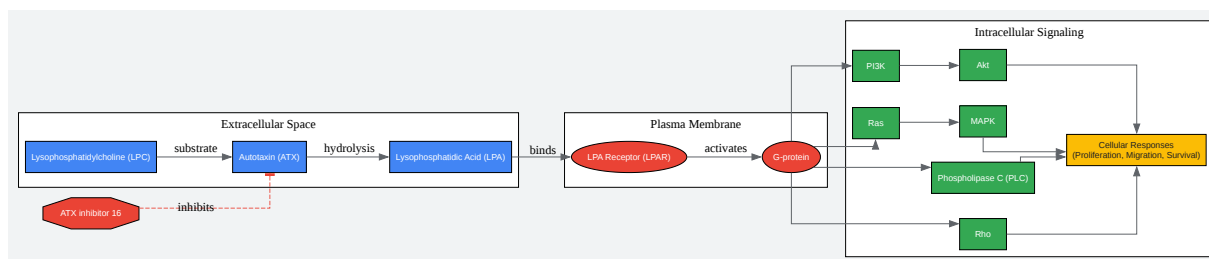 Intracellular Signaling
PI3K
Akt
Extracellular Space
Plasma Membrane
Ras
MAPK
Lysophosphatidylcholine (LPC)
substrate
Autotaxin (ATX)
hydrolysis
Lysophosphatidic Acid (LPA)
binds
LPA Receptor (LPAR)
activates
G-protein
Cellular Responses
(Proliferation, Migration, Survival)
Phospholipase C (PLC)
ATX inhibitor 16
inhibits
Rho